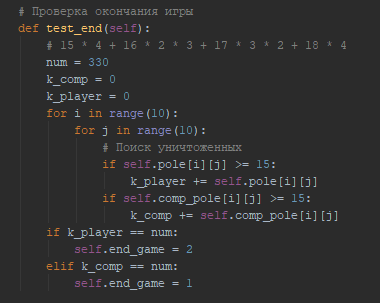 # Проверка окончания игры
def test_end(self):
# 15 * 4 + 16 * 2 * 3 + 17 * 3 * 2 + 18 * 4
num = 330
k_comp = 0
k_player = 0
for i in range(10):
for j in range(10):
# Поиск уничтоженных
if self.pole[i][j] >= 15:
k_player += self.pole[i][j]
if self.comp_pole[i][j] >= 15:
k_comp += self.comp_pole[i][j]
if k_player == num:
self.end_game = 2
elif k_comp == num:
self.end_game = 1